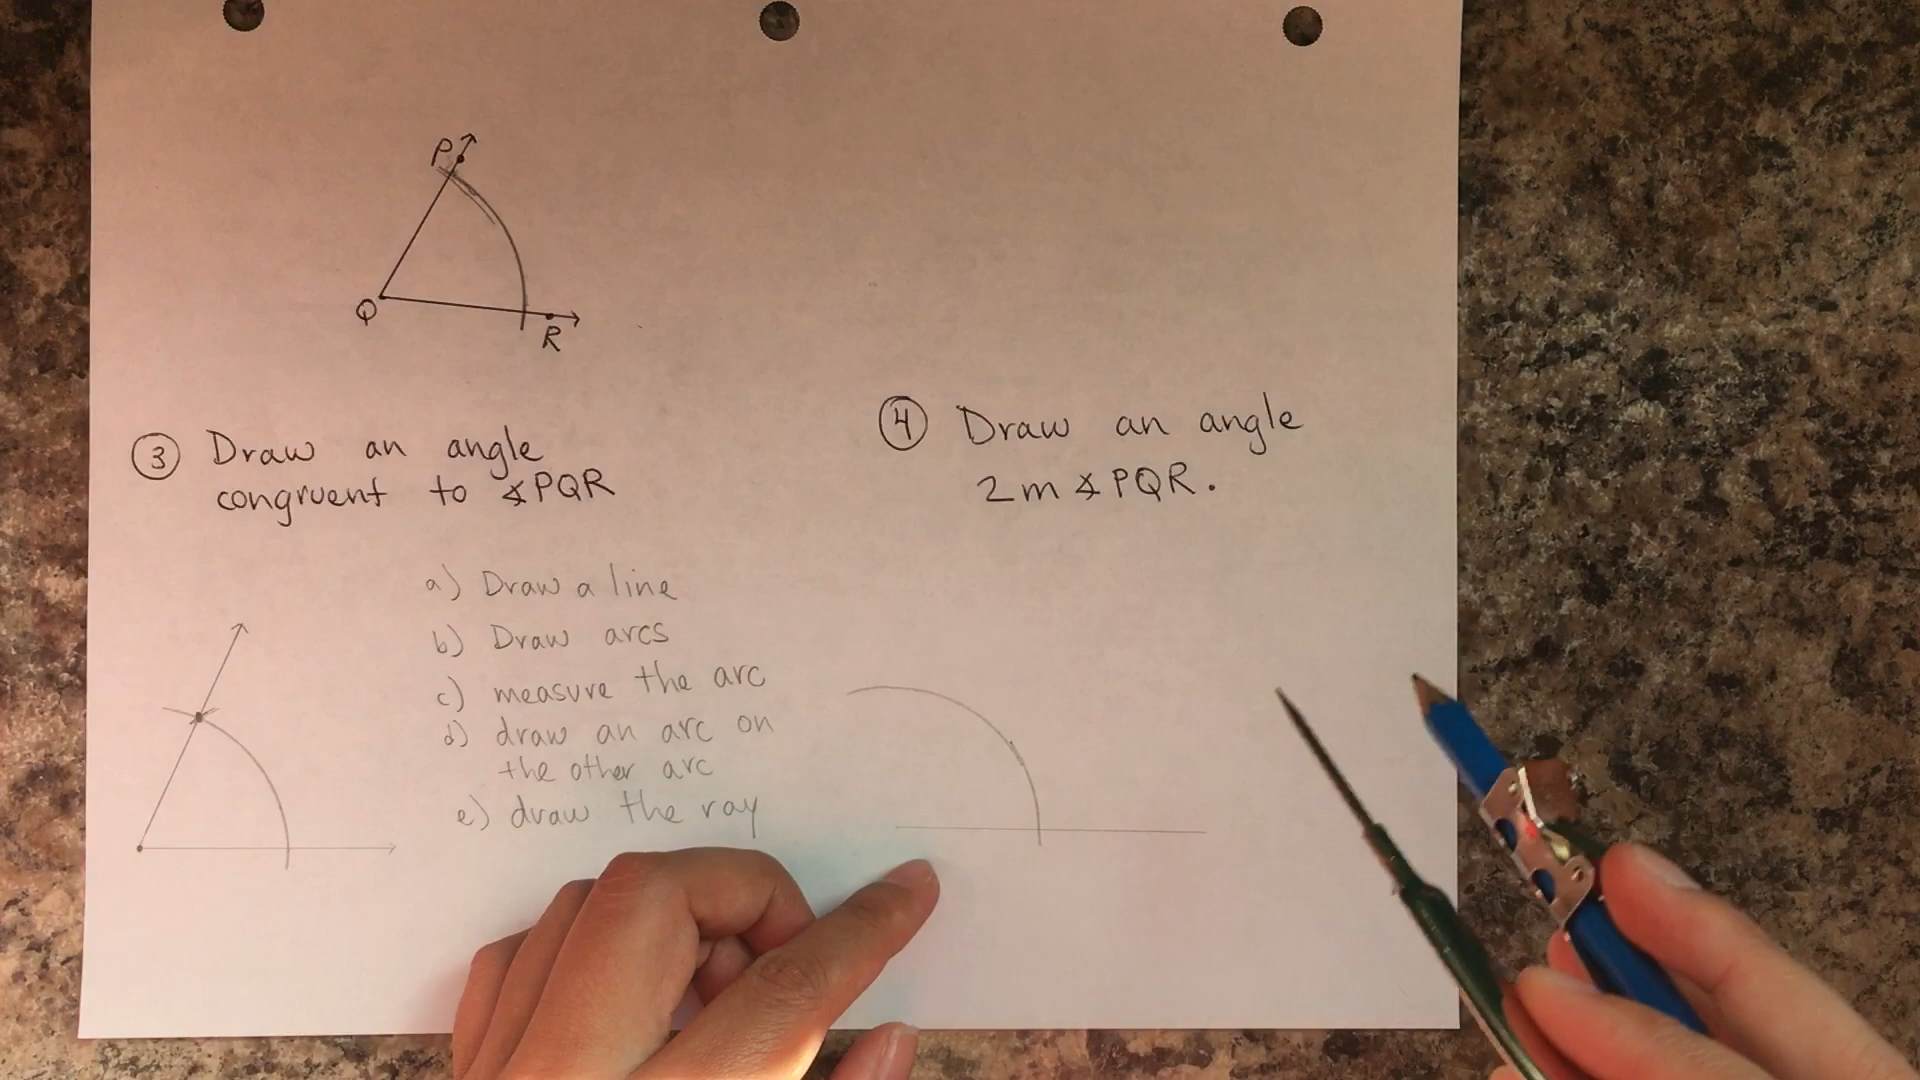 P
Q
R
③ Draw an angle
congruent to ∡PQR
a) Draw a line
b) Draw arcs
c) measure the arc
d) draw an arc on
the other arc
e) draw the ray
④ Draw an angle
2m∡PQR.